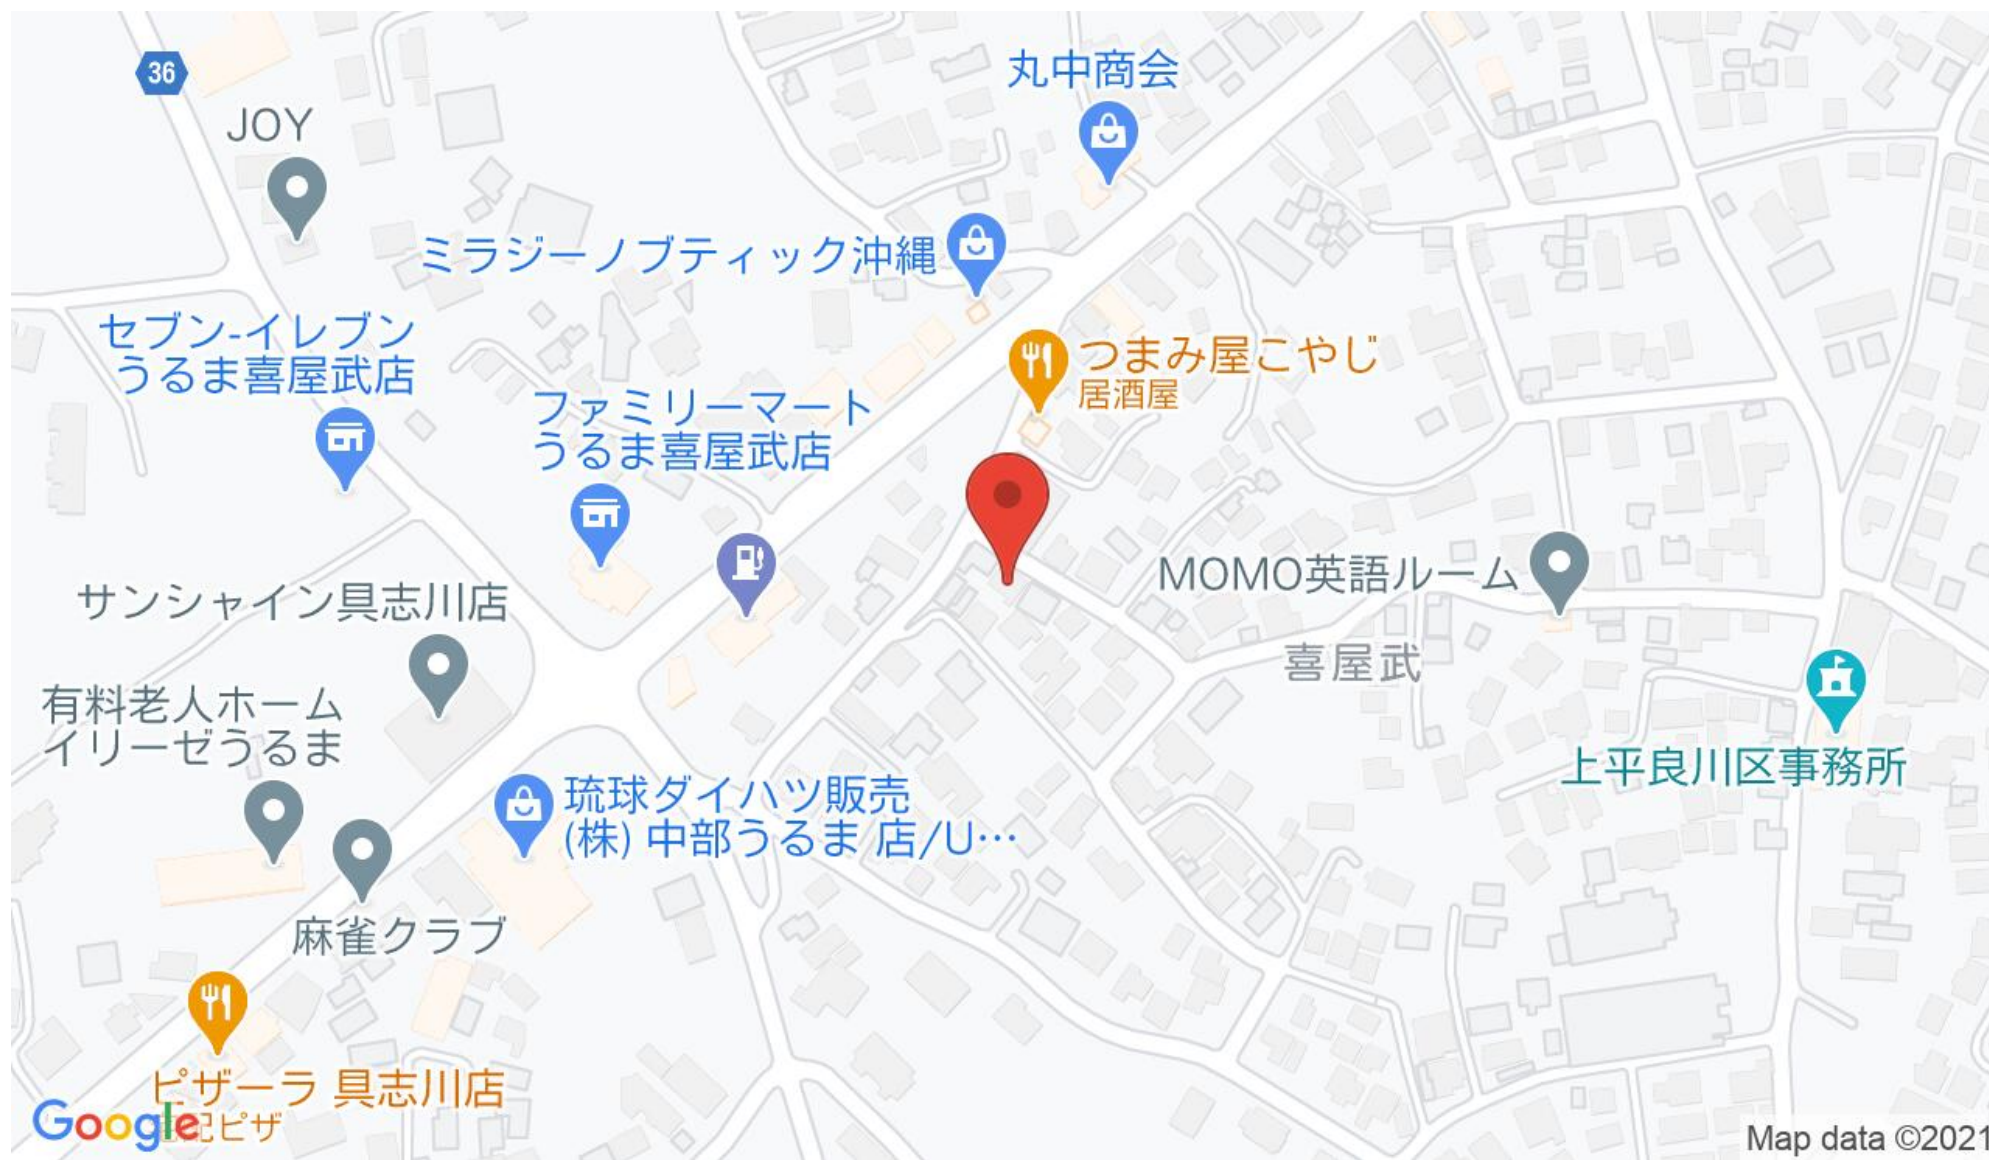 36
丸中商会
JOY
ミラジーノブティック沖縄
セブン-イレブン
うるま喜屋武店
つまみ屋こやじ
居酒屋
ファミリーマート
うるま喜屋武店
MOMO英語ルーム
サンシャイン具志川店
喜屋武
有料老人ホーム
イリーゼうるま
上平良川区事務所
琉球ダイハツ販売
(株) 中部うるま 店/U…
麻雀クラブ
ピザーラ 具志川店
宅配ピザ
Google
Map data ©2021